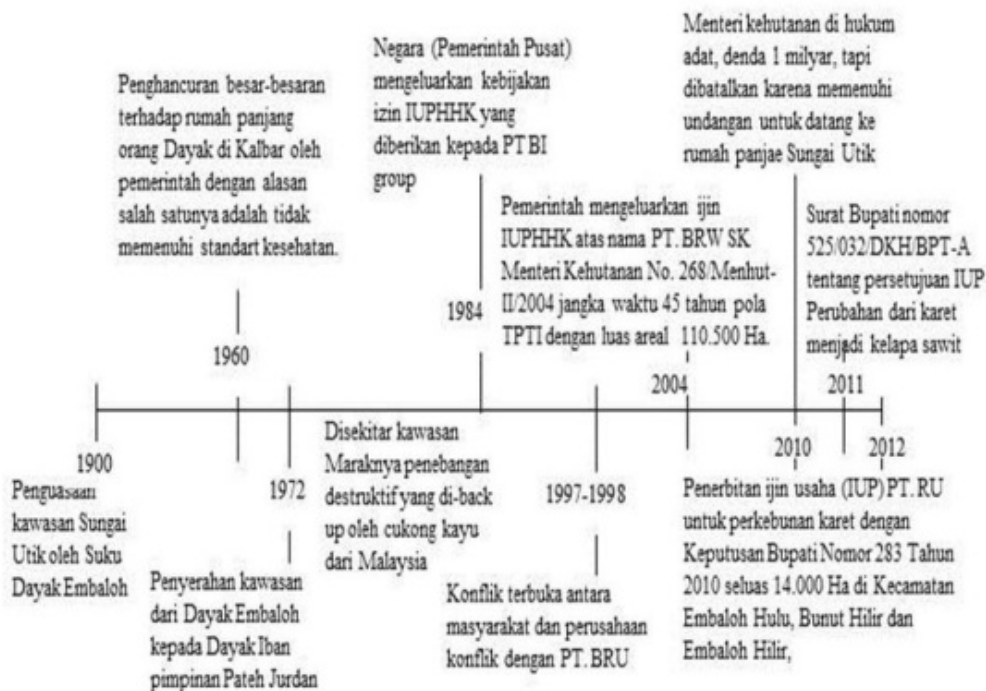 Penghancuran besar-besaran
terhadap rumah panjang
orang Dayak di Kalbar oleh
pemerintah dengan alasan
salah satunya adalah tidak
memenuhi standart kesehatan.
1960
Negara (Pemerintah Pusat)
mengeluarkan kebijakan
izin IUPHHK yang
diberikan kepada PT BI
group
1984
Pemerintah mengeluarkan ijin
IUPHHK atas nama PT. BRW SK
Menteri Kehutanan No. 268/Menhut-
II/2004 jangka waktu 45 tahun pola
TPTI dengan luas areal 110.500 Ha.
2004
Menteri kehutanan di hukum
adat, denda 1 milyar, tapi
dibatalkan karena memenuhi
undangan untuk datang ke
rumah panjae Sungai Utik
Surat Bupati nomor
525/032/DKH/BPT-A
tentang persetujuan IUP
Perubahan dari karet
menjadi kelapa sawit
2011
1900
Penguasaan
kawasan Sungai
Utik oleh Suku
Dayak Embaloh
1972
Penyerahan kawasan
dari Dayak Embaloh
kepada Dayak Iban
pimpinan Pateh Jurdan
Disekitar kawasan
Maraknya penebangan
destruktif yang di-back
up oleh cukong kayu
dari Malaysia
1997-1998
Konflik terbuka antara
masyarakat dan perusahaan
konflik dengan PT. BRU
2010
2012
Penerbitan ijin usaha (IUP) PT. RU
untuk perkebunan karet dengan
Keputusan Bupati Nomor 283 Tahun
2010 seluas 14.000 Ha di Kecamatan
Embaloh Hulu, Bunut Hilir dan
Embaloh Hilir,